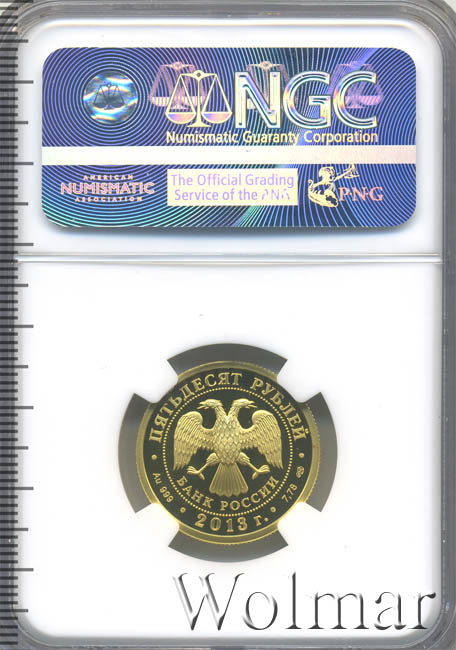 NGC
Numismatic Guaranty Corporation
AMERICAN
NUMISMATIC
ASSOCIATION
The Official Grading
Service of the PNG
ПЯТЬДЕСЯТ РУБЛЕЙ
БАНК РОССИИ
Au 999
2013 г.
7,78
Wolmar